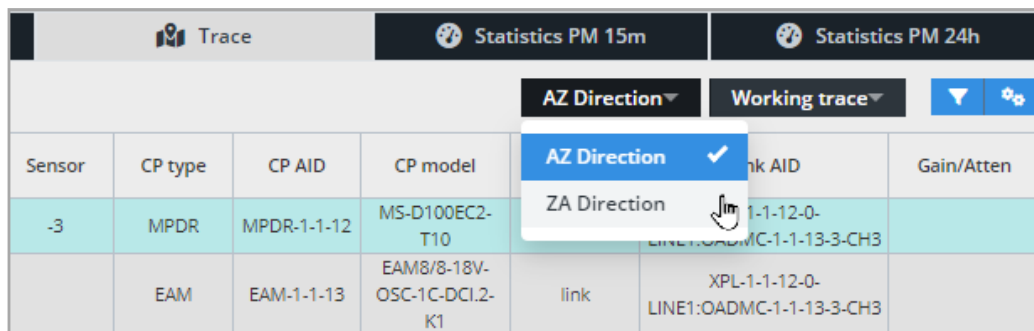 Trace
Statistics PM 15m
Statistics PM 24h
AZ Direction
Working trace
AZ Direction
ZA Direction
Sensor
CP type
CP AID
CP model
nk AID
Gain/Atten
-3
MPDR
MPDR-1-1-12
MS-D100EC2-
T10
1-1-12-0-
LINE1:OADMC-1-1-13-3-CH3
EAM
EAM-1-1-13
EAM8/8-18V-
OSC-1C-DCI.2-
K1
link
XPL-1-1-12-0-
LINE1:OADMC-1-1-13-3-CH3